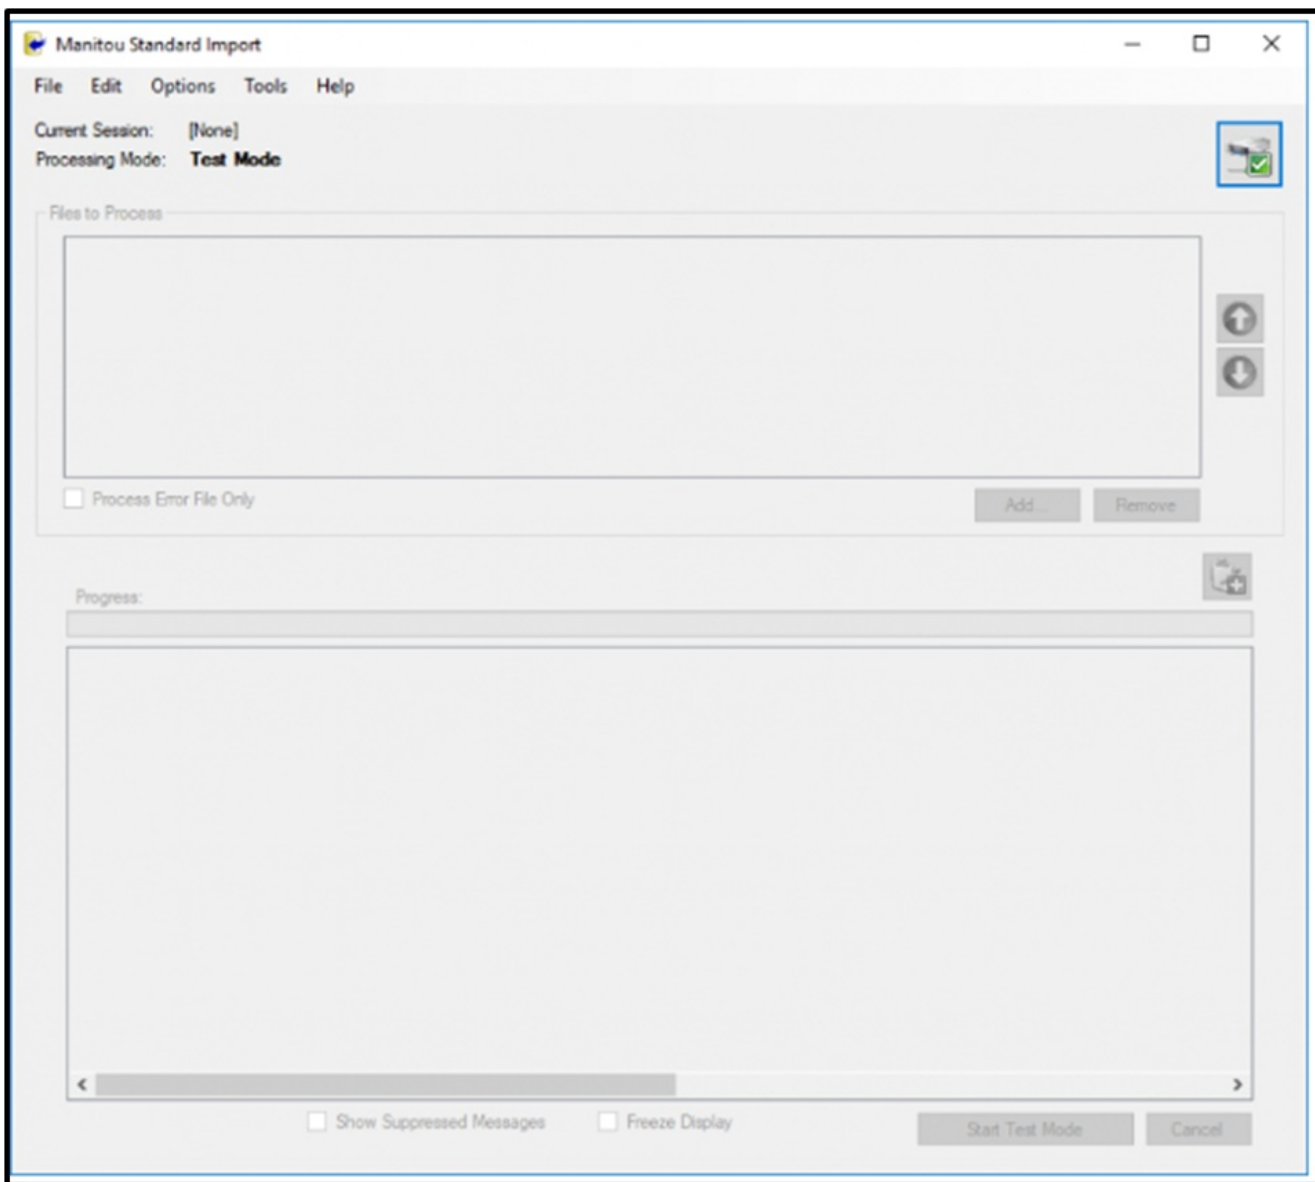 Manitou Standard Import
File Edit Options Tools Help
Current Session: [None]
Processing Mode: Test Mode
Files to Process
Process Error File Only Add... Remove
Progress:
Show Suppressed Messages Freeze Display Start Test Mode Cancel